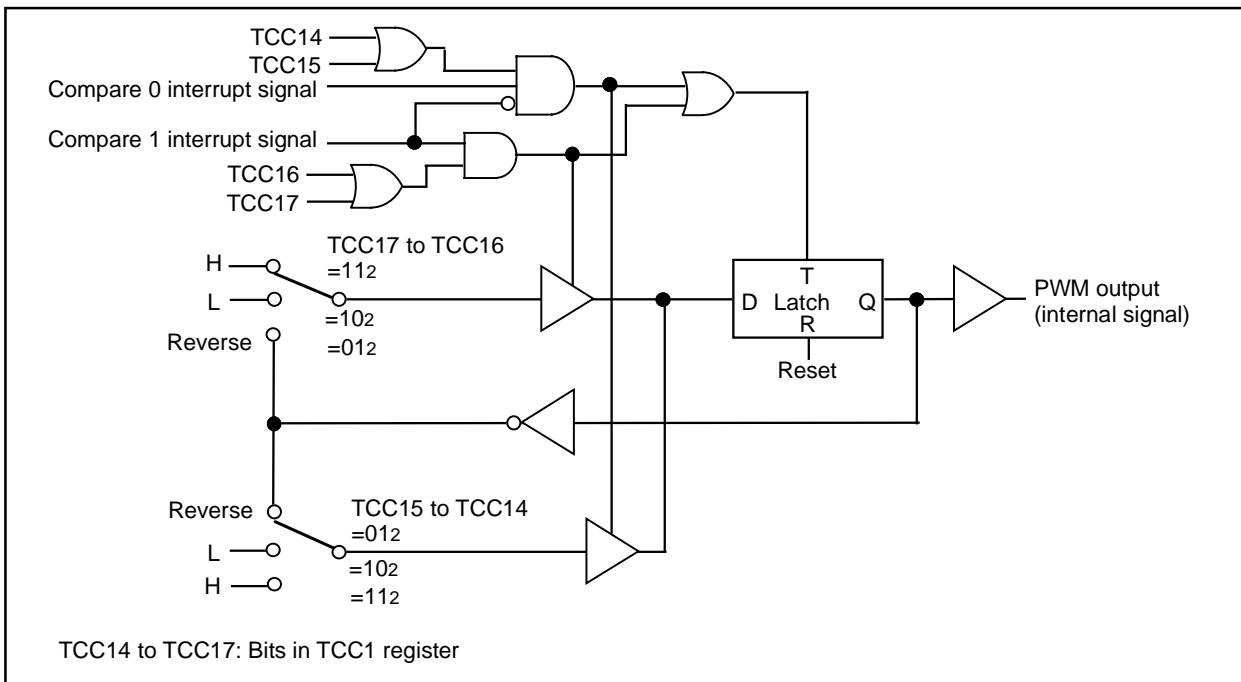 TCC14
TCC15
Compare 0 interrupt signal
Compare 1 interrupt signal
TCC16
TCC17
TCC17 to TCC16
H
=112
L
=102
Reverse
=012
T
D Latch Q
R
Reset
PWM output
(internal signal)
Reverse
TCC15 to TCC14
=012
L
=102
H
=112
TCC14 to TCC17: Bits in TCC1 register